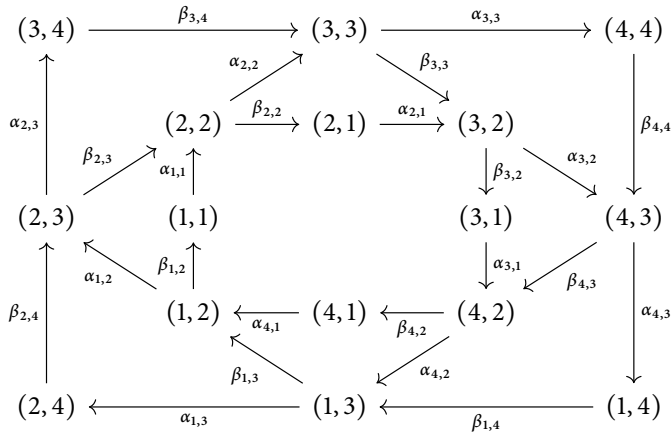 β3,4 α3,3
(3, 4) (3, 3) (4, 4)
α2,2 β3,3
α2,3 β2,2 α2,1 β4,4
(2, 2) (2, 1) (3, 2)
β2,3 α1,1 β3,2 α3,2
(2, 3) (1, 1) (3, 1) (4, 3)
α1,2 β1,2 α3,1 β4,3
β2,4 (1, 2) (4, 1) (4, 2) α4,3
α4,1 β4,2
β1,3 α4,2
(2, 4) (1, 3) (1, 4)
α1,3 β1,4